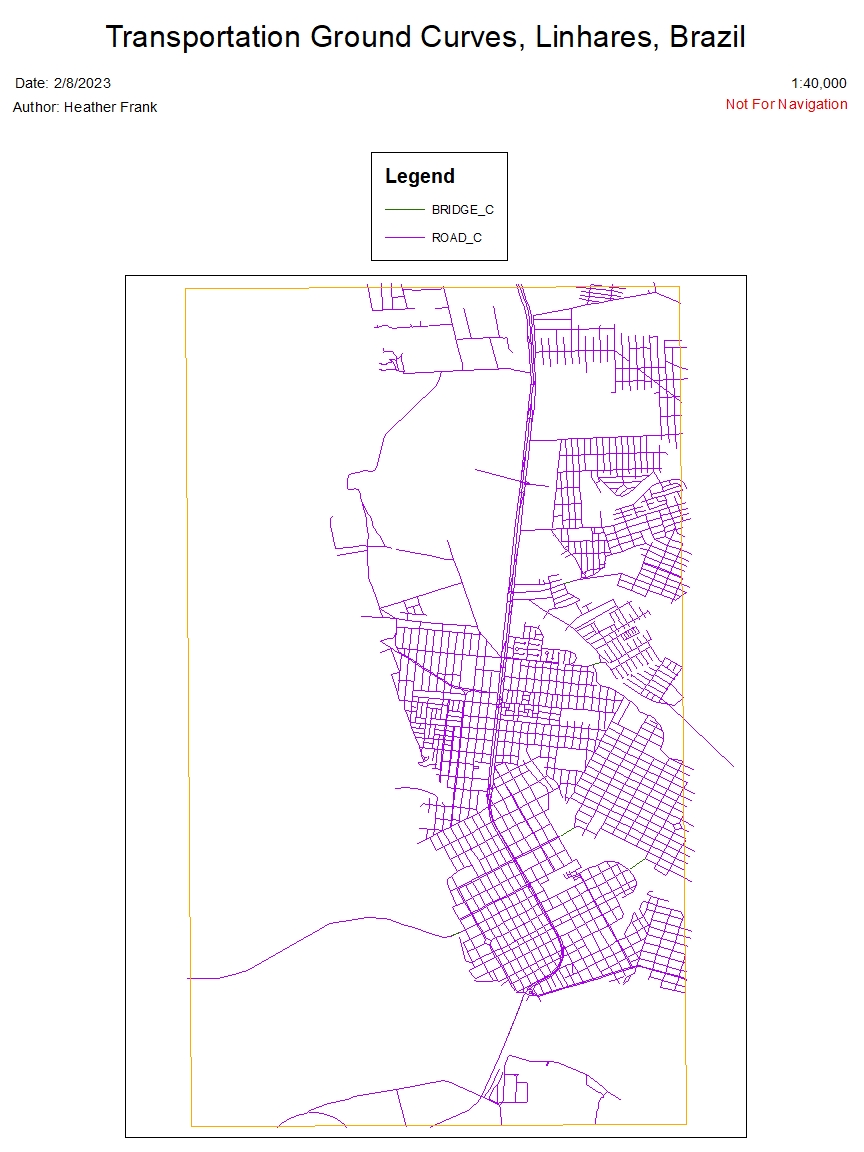 Transportation Ground Curves, Linhares, Brazil
Date: 2/8/2023
1:40,000
Author: Heather Frank
Not For Navigation
Legend
BRIDGE_C
ROAD_C